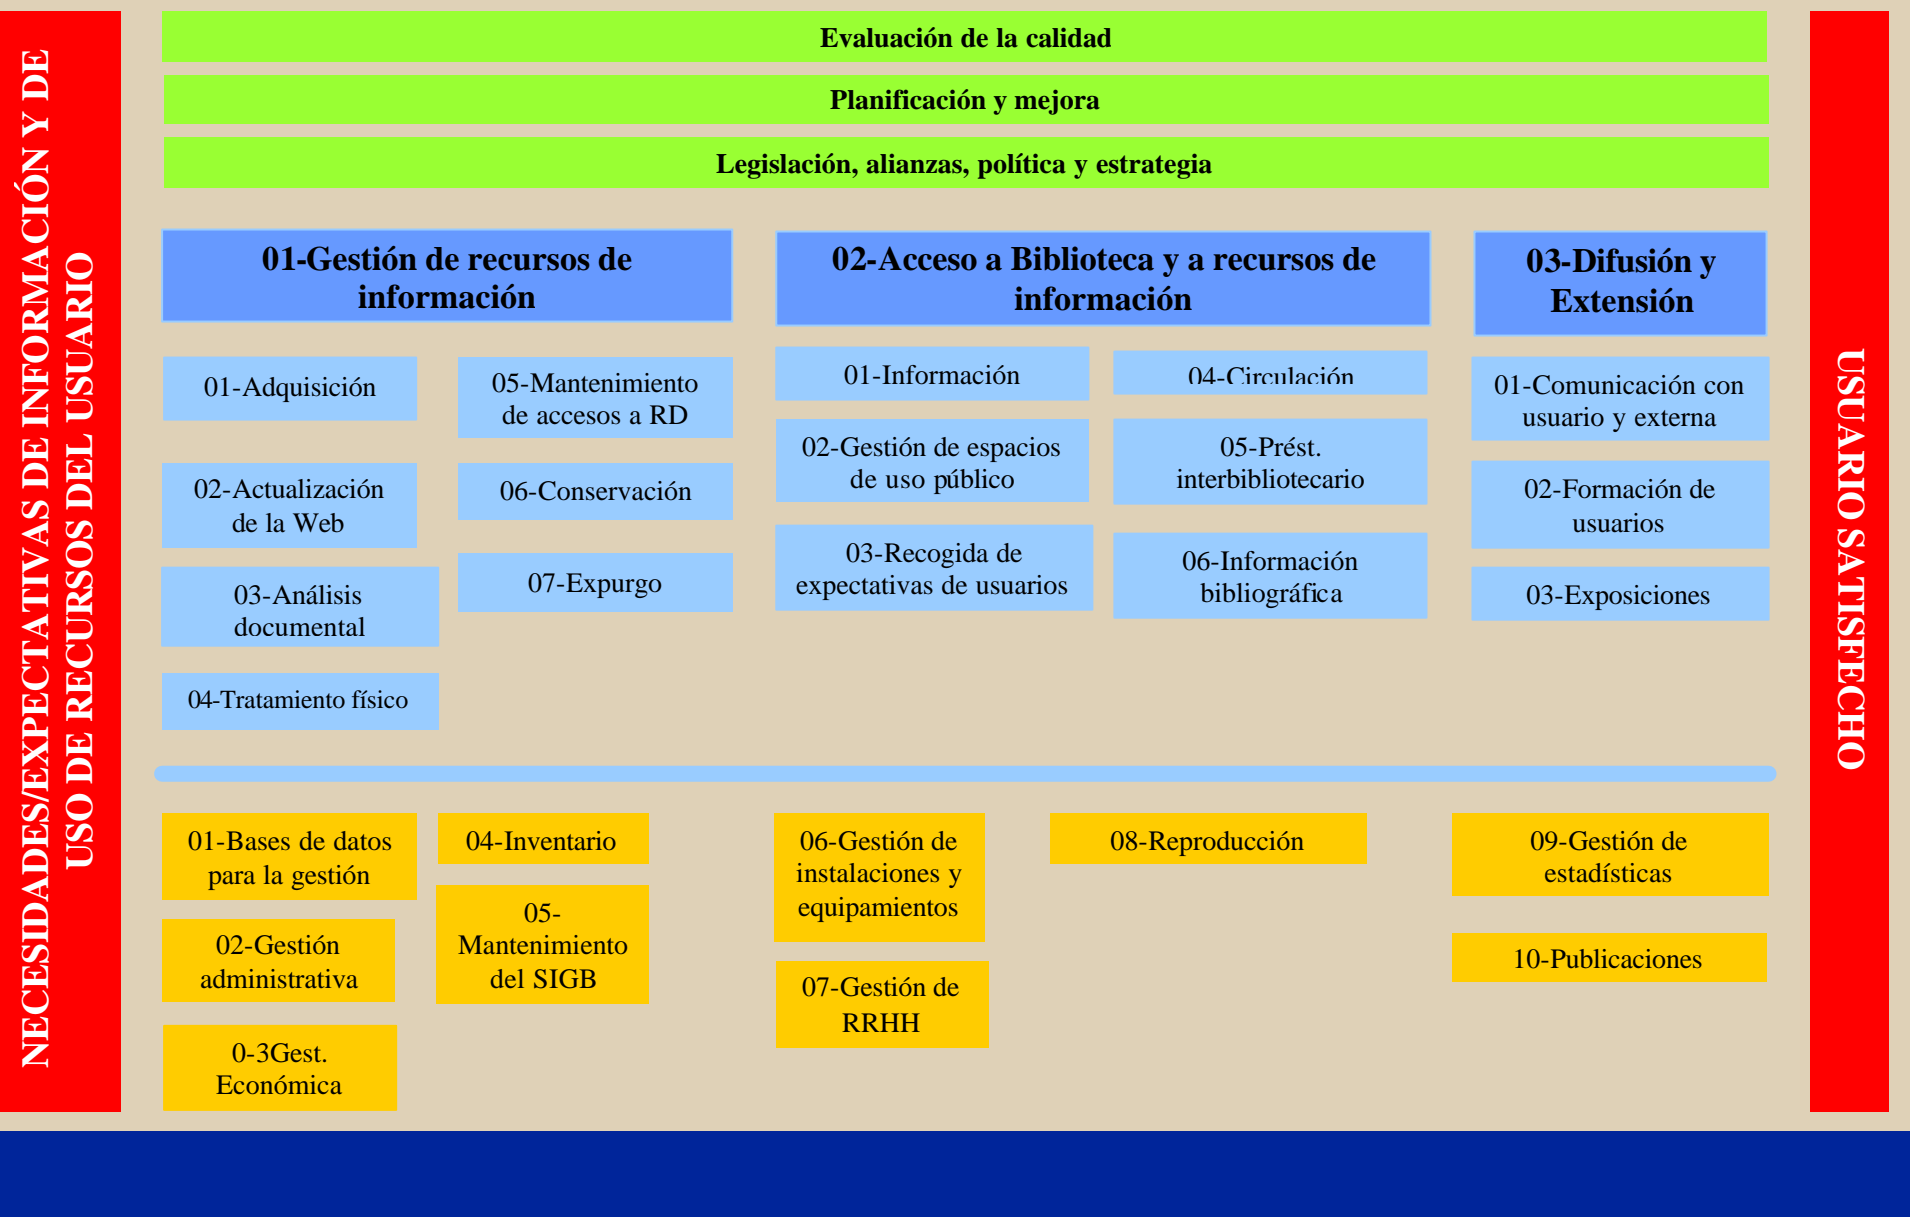 NECESIDADES/EXPECTATIVAS DE INFORMACIÓN Y DE
USO DE RECURSOS DEL USUARIO
Evaluación de la calidad
Planificación y mejora
Legislación, alianzas, política y estrategia
01-Gestión de recursos de
información
01-Adquisición
02-Actualización
de la Web
03-Análisis
documental
04-Tratamiento físico
05-Mantenimiento
de accesos a RD
06-Conservación
07-Expurgo
02-Acceso a Biblioteca y a recursos de
información
01-Información
02-Gestión de espacios
de uso público
03-Recogida de
expectativas de usuarios
04-Circulación
05-Prést.
interbibliotecario
06-Información
bibliográfica
03-Difusión y
Extensión
01-Comunicación con
usuario y externa
02-Formación de
usuarios
03-Exposiciones
01-Bases de datos
para la gestión
02-Gestión
administrativa
0-3Gest.
Económica
04-Inventario
05-
Mantenimiento
del SIGB
06-Gestión de
instalaciones y
equipamientos
07-Gestión de
RRHH
08-Reproducción
09-Gestión de
estadísticas
10-Publicaciones
USUARIO SATISFECHO